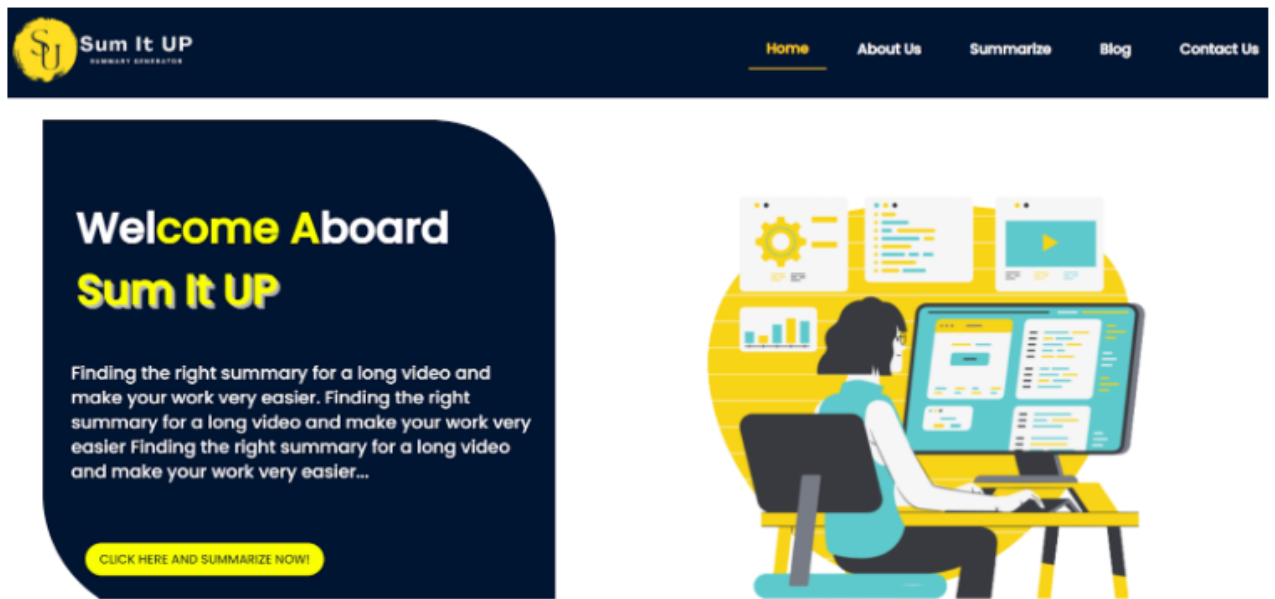 SU
Sum It UP
SUMMARY GENERATOR
Home About Us Summarize Blog Contact Us
Welcome Aboard
Sum It UP
Finding the right summary for a long video and
make your work very easier. Finding the right
summary for a long video and make your work very
easier Finding the right summary for a long video
and make your work very easier...
CLICK HERE AND SUMMARIZE NOW!